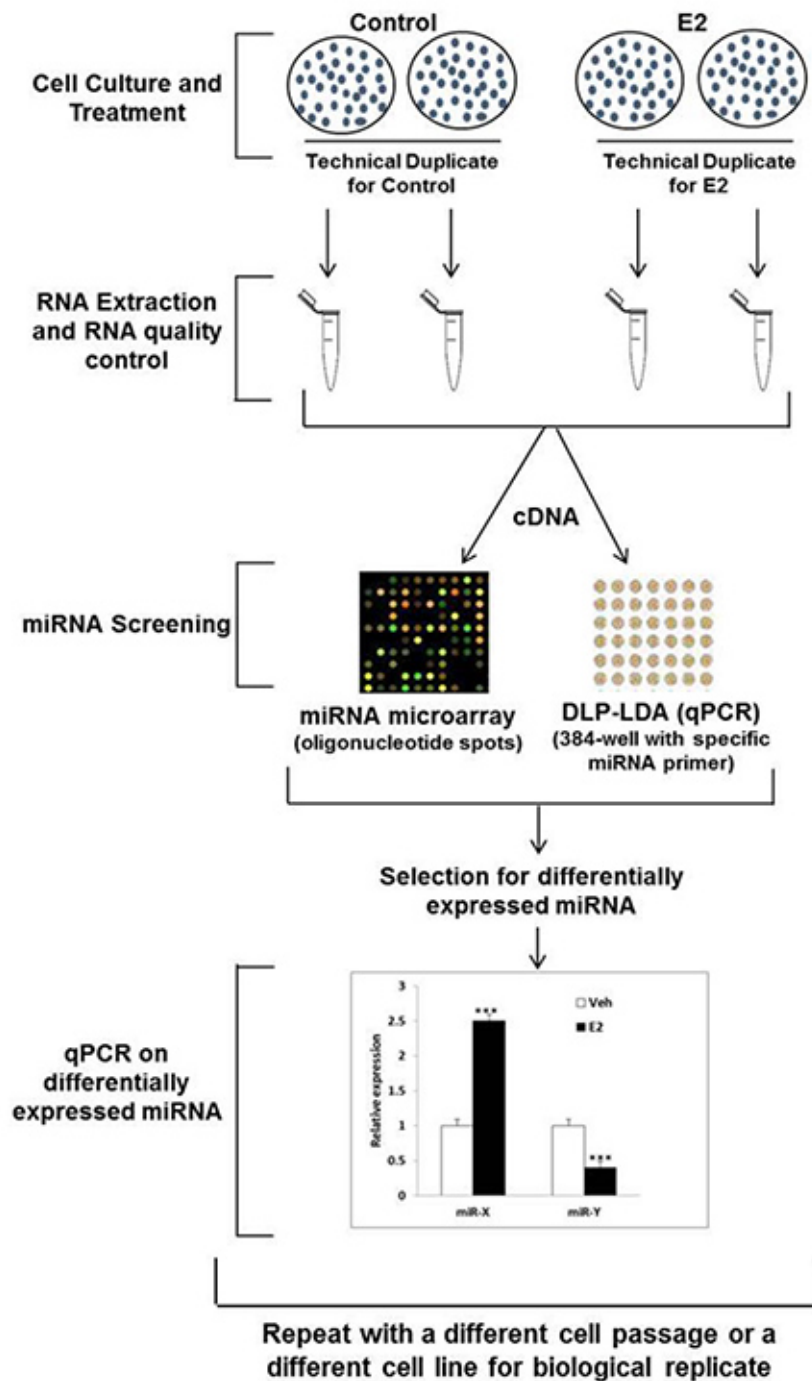 Control
E2
Cell Culture and
Treatment
Technical Duplicate
for Control
Technical Duplicate
for E2
RNA Extraction
and RNA quality
control
cDNA
miRNA Screening
miRNA microarray
(oligonucleotide spots)
DLP-LDA (qPCR)
(384-well with specific
miRNA primer)
Selection for differentially
expressed miRNA
qPCR on
differentially
expressed miRNA
Relative expression
3
2.5
2
1.5
1
0.5
0
***
***
Veh
E2
miR-X
miR-Y
Repeat with a different cell passage or a
different cell line for biological replicate